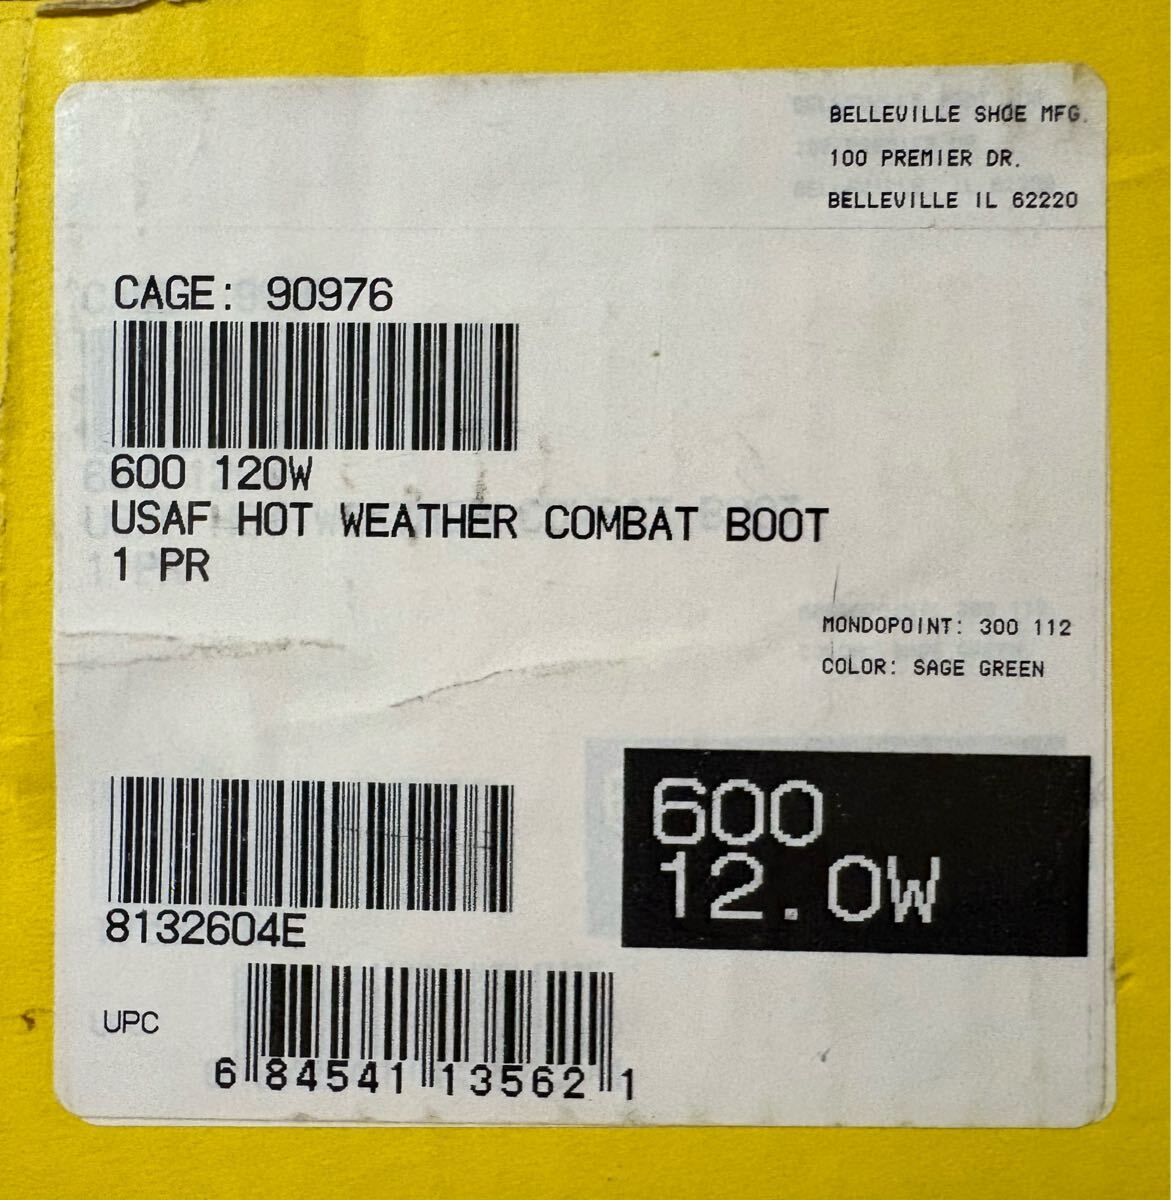 BELLEVILLE SHOE MFG.
100 PREMIER DR.
BELLEVILLE IL 62220
CAGE: 90976
600 120W
USAF HOT WEATHER COMBAT BOOT
1 PR
MONDOPOINT: 300 112
COLOR: SAGE GREEN
600
12.0W
8132604E
UPC
6 84541 13562 1